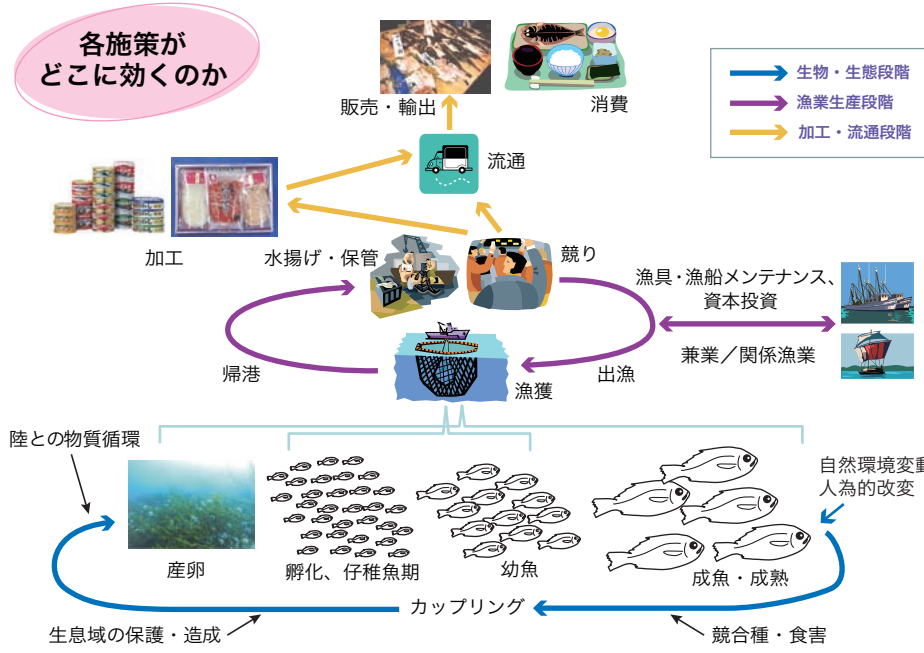 各施策が
どこに効くのか
販売・輸出
消費
生物・生態段階
漁業生産段階
加工・流通段階
流通
加工
水揚げ・保管
競り
漁具・漁船メンテナンス、
資本投資
兼業／関係漁業
帰港
漁獲
出漁
陸との物質循環
自然環境変動
人為的改変
産卵
孵化、仔稚魚期
幼魚
成魚・成熟
カップリング
生息域の保護・造成
競合種・食害